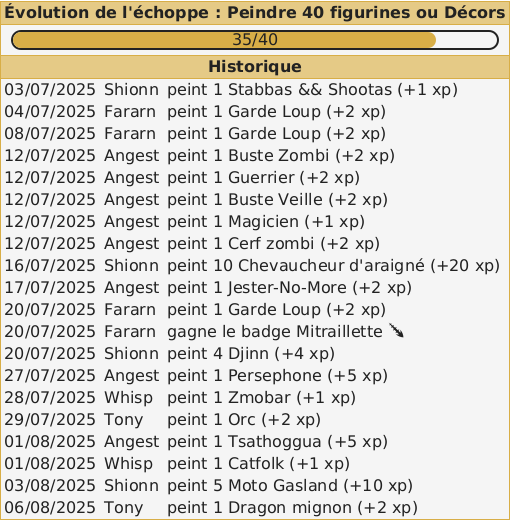 Évolution de l'échoppe : Peindre 40 figurines ou Décors
35/40
Historique
03/07/2025 Shionn peint 1 Stabbas && Shootas (+1 xp)
04/07/2025 Fararn peint 1 Garde Loup (+2 xp)
08/07/2025 Fararn peint 1 Garde Loup (+2 xp)
12/07/2025 Angest peint 1 Buste Zombi (+2 xp)
12/07/2025 Angest peint 1 Guerrier (+2 xp)
12/07/2025 Angest peint 1 Buste Veille (+2 xp)
12/07/2025 Angest peint 1 Magicien (+1 xp)
12/07/2025 Angest peint 1 Cerf zombi (+2 xp)
16/07/2025 Shionn peint 10 Chevaucheur d'araigné (+20 xp)
17/07/2025 Angest peint 1 Jester-No-More (+2 xp)
20/07/2025 Fararn peint 1 Garde Loup (+2 xp)
20/07/2025 Fararn gagne le badge Mitraillette
20/07/2025 Shionn peint 4 Djinn (+4 xp)
27/07/2025 Angest peint 1 Persephone (+5 xp)
28/07/2025 Whisp peint 1 Zmobar (+1 xp)
29/07/2025 Tony peint 1 Orc (+2 xp)
01/08/2025 Angest peint 1 Tsathoggua (+5 xp)
01/08/2025 Whisp peint 1 Catfolk (+1 xp)
03/08/2025 Shionn peint 5 Moto Gasland (+10 xp)
06/08/2025 Tony peint 1 Dragon mignon (+2 xp)